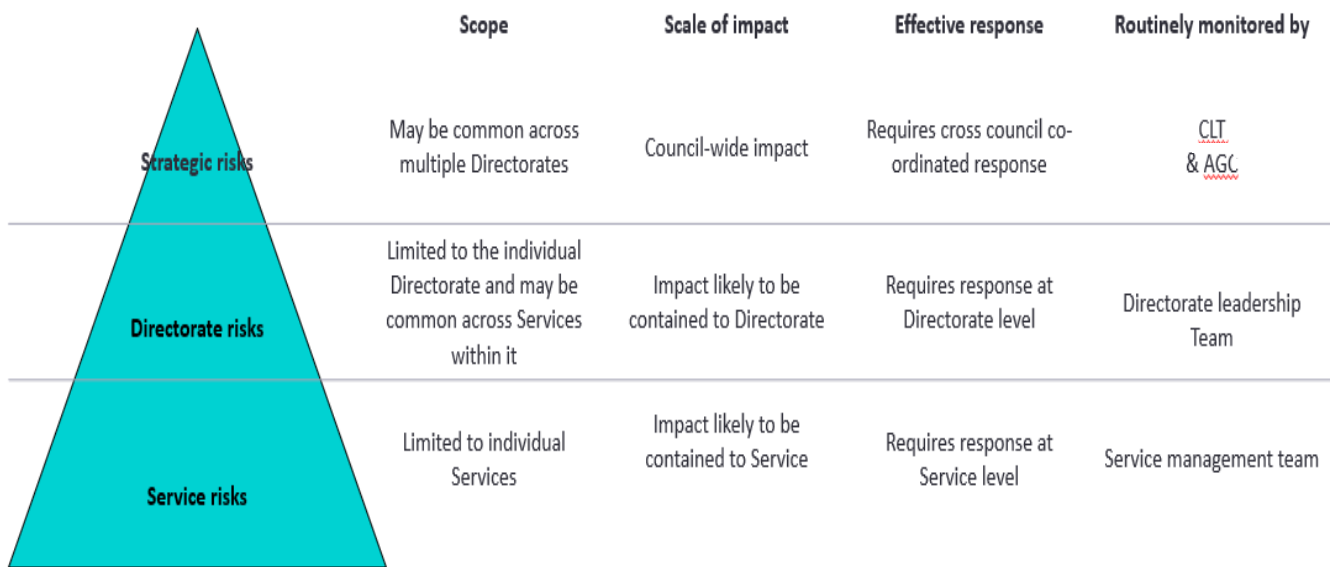 Scope
Scale of impact
Effective response
Routinely monitored by
Strategic risks
May be common across
multiple Directorates
Council-wide impact
Requires cross council co-
ordinated response
CLT
& AGC
Directorate risks
Limited to the individual
Directorate and may be
common across Services
within it
Impact likely to be
contained to Directorate
Requires response at
Directorate level
Directorate leadership
Team
Service risks
Limited to individual
Services
Impact likely to be
contained to Service
Requires response at
Service level
Service management team